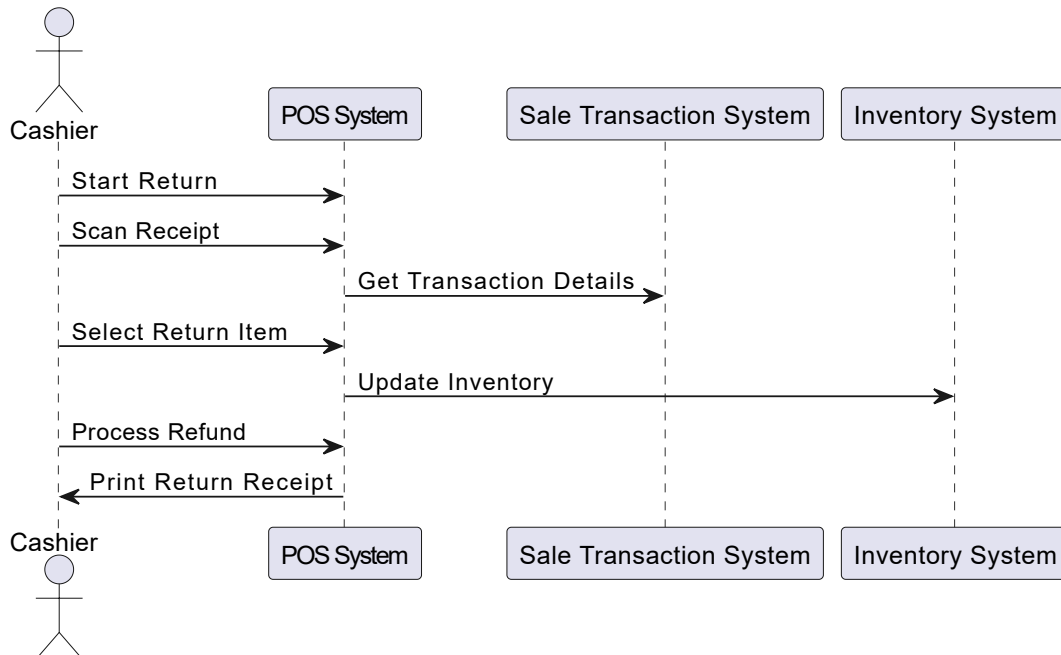 Cashier
POS System
Sale Transaction System
Inventory System
Start Return
Scan Receipt
Get Transaction Details
Select Return Item
Update Inventory
Process Refund
Print Return Receipt
Cashier
POS System
Sale Transaction System
Inventory System